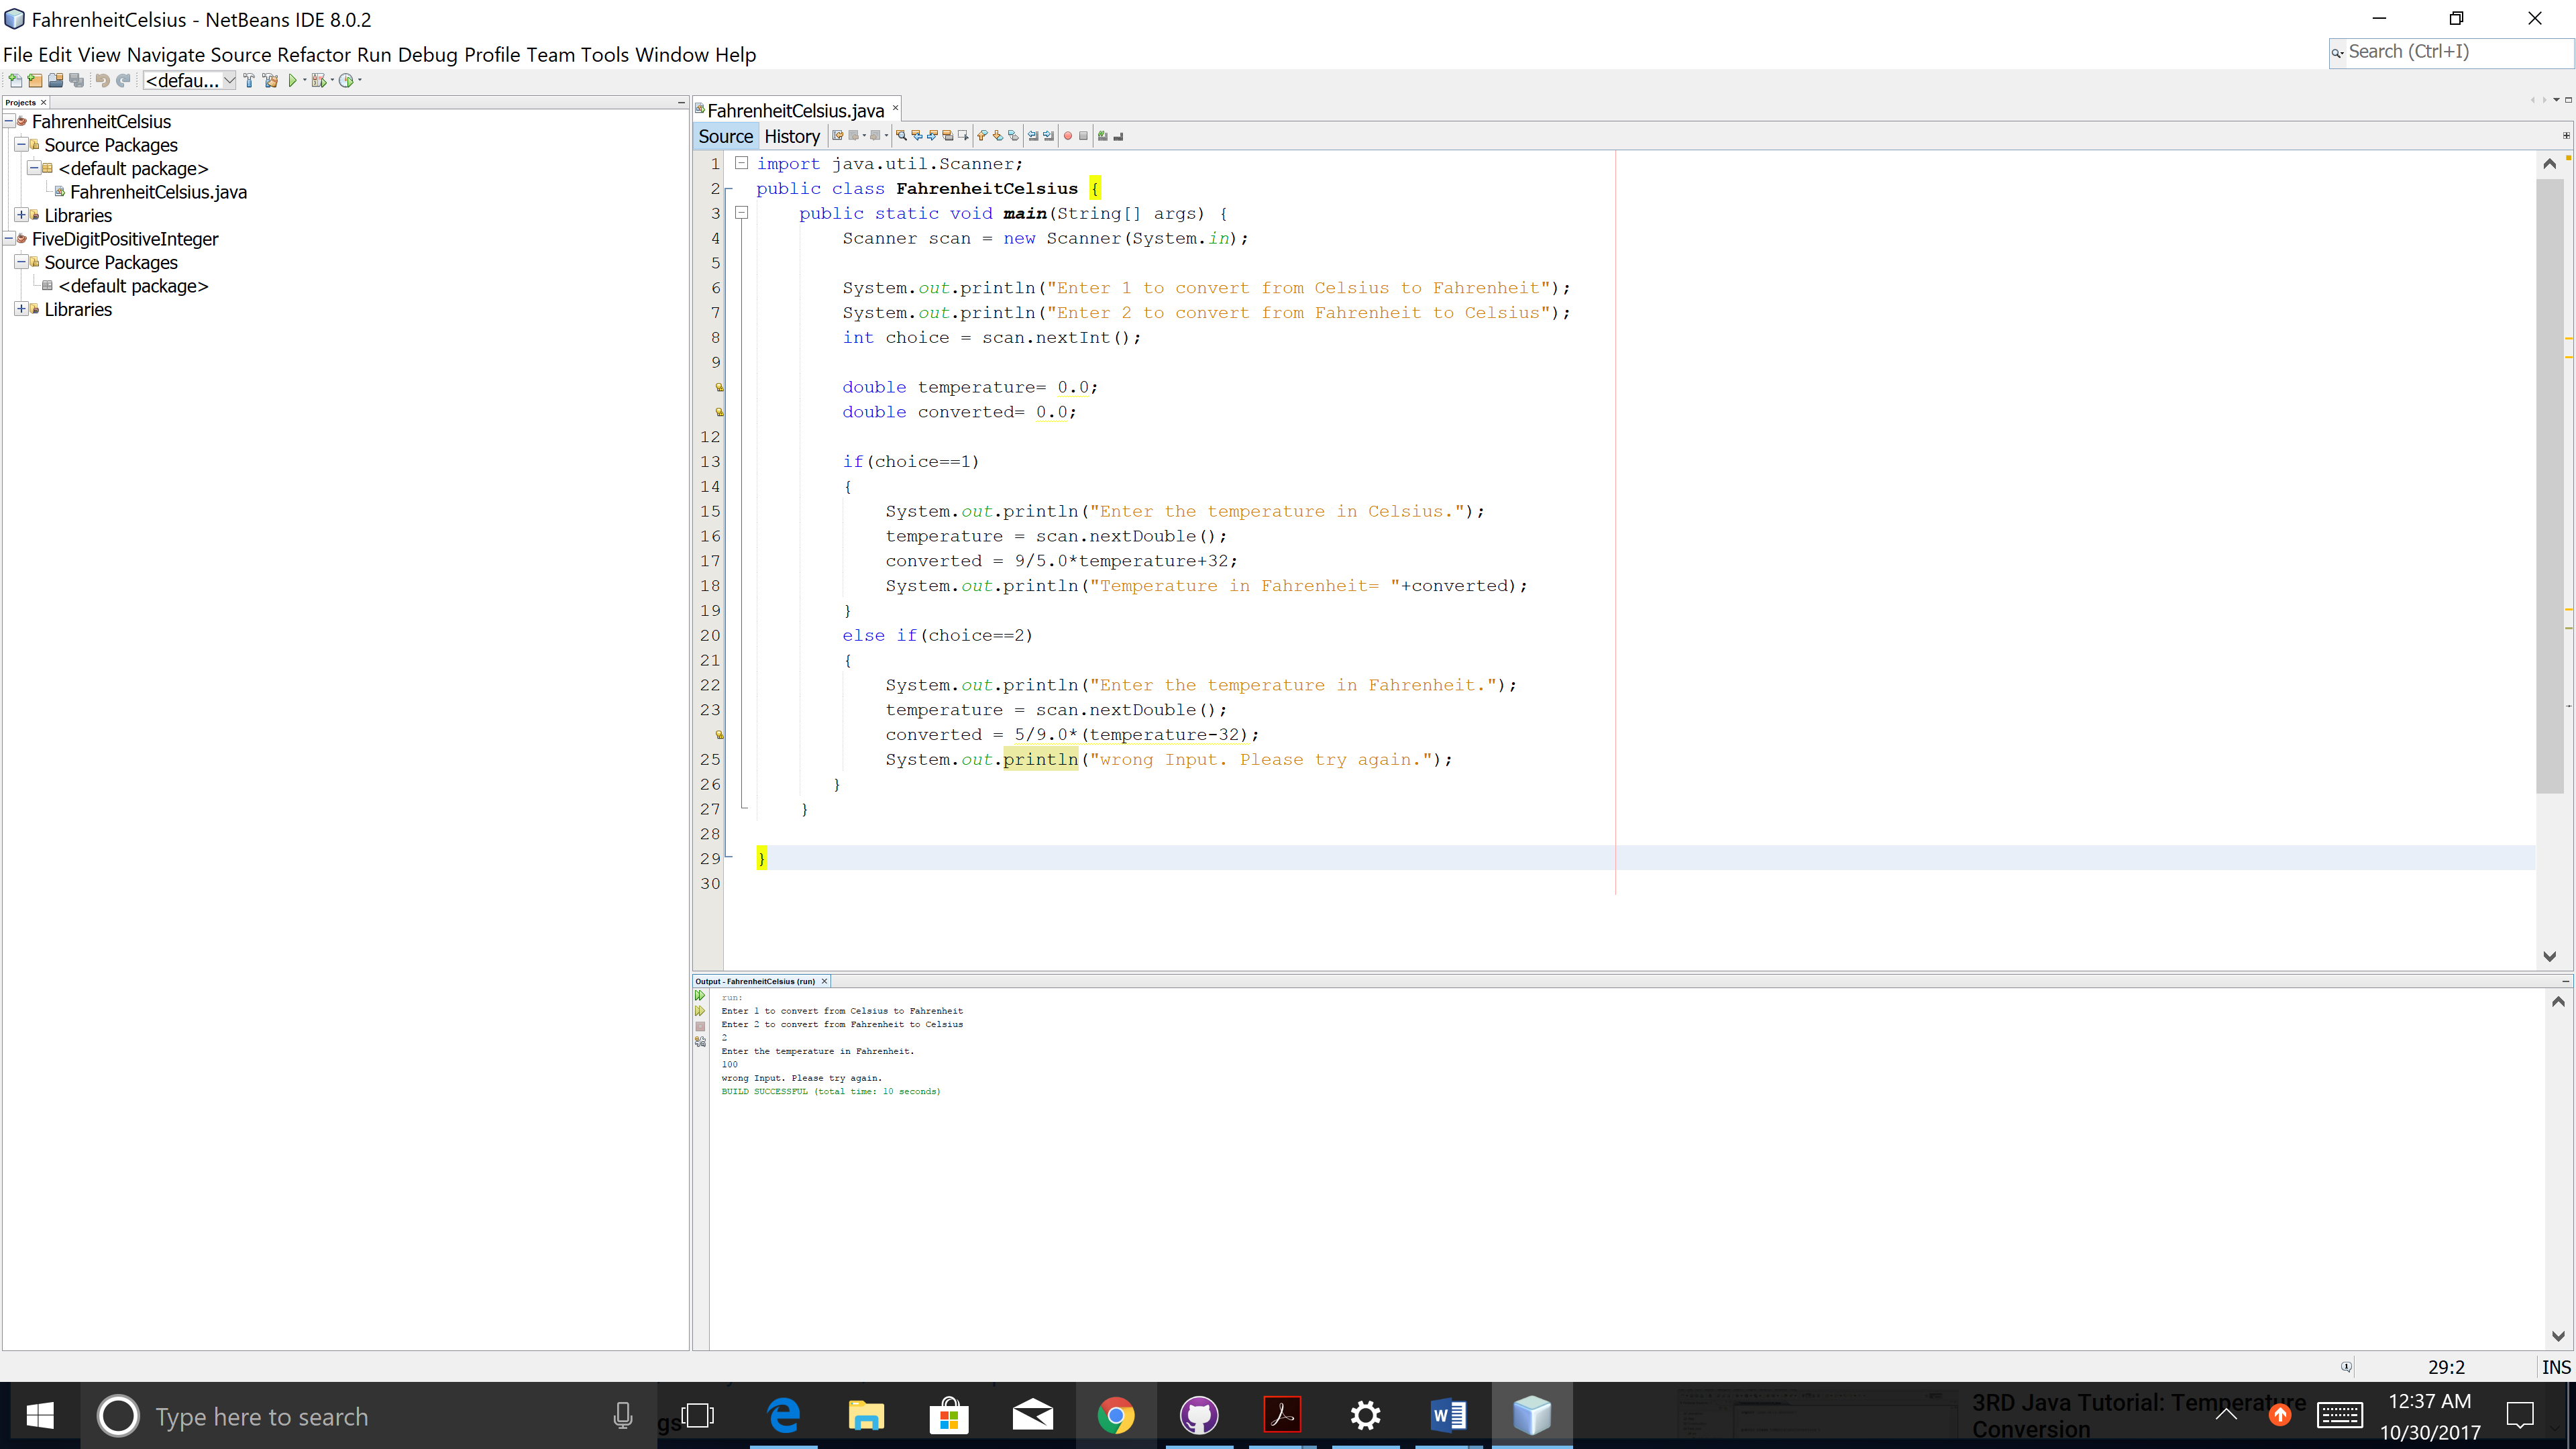 FahrenheitCelsius - NetBeans IDE 8.0.2
File Edit View Navigate Source Refactor Run Debug Profile Team Tools Window Help
Search (Ctrl+I)
<defau...
Projects
FahrenheitCelsius
Source Packages
<default package>
FahrenheitCelsius.java
Libraries
FiveDigitPositiveInteger
Source Packages
<default package>
Libraries
FahrenheitCelsius.java
Source History
1 import java.util.Scanner;
2 public class FahrenheitCelsius {
3 public static void main(String[] args) {
4 Scanner scan = new Scanner(System.in);
5
6 System.out.println("Enter 1 to convert from Celsius to Fahrenheit");
7 System.out.println("Enter 2 to convert from Fahrenheit to Celsius");
8 int choice = scan.nextInt();
9
double temperature= 0.0;
double converted= 0.0;
12
13 if(choice==1)
14 {
15 System.out.println("Enter the temperature in Celsius.");
16 temperature = scan.nextDouble();
17 converted = 9/5.0*temperature+32;
18 System.out.println("Temperature in Fahrenheit= "+converted);
19 }
20 else if(choice==2)
21 {
22 System.out.println("Enter the temperature in Fahrenheit.");
23 temperature = scan.nextDouble();
converted = 5/9.0*(temperature-32);
25 System.out.println("wrong Input. Please try again.");
26 }
27 }
28
29 }
30
Output - FahrenheitCelsius (run)
run:
Enter 1 to convert from Celsius to Fahrenheit
Enter 2 to convert from Fahrenheit to Celsius
2
Enter the temperature in Fahrenheit.
100
wrong Input. Please try again.
BUILD SUCCESSFUL (total time: 10 seconds)
29:2 INS
Type here to search
gs
3RD Java Tutorial: Temperature
Conversion
12:37 AM
10/30/2017